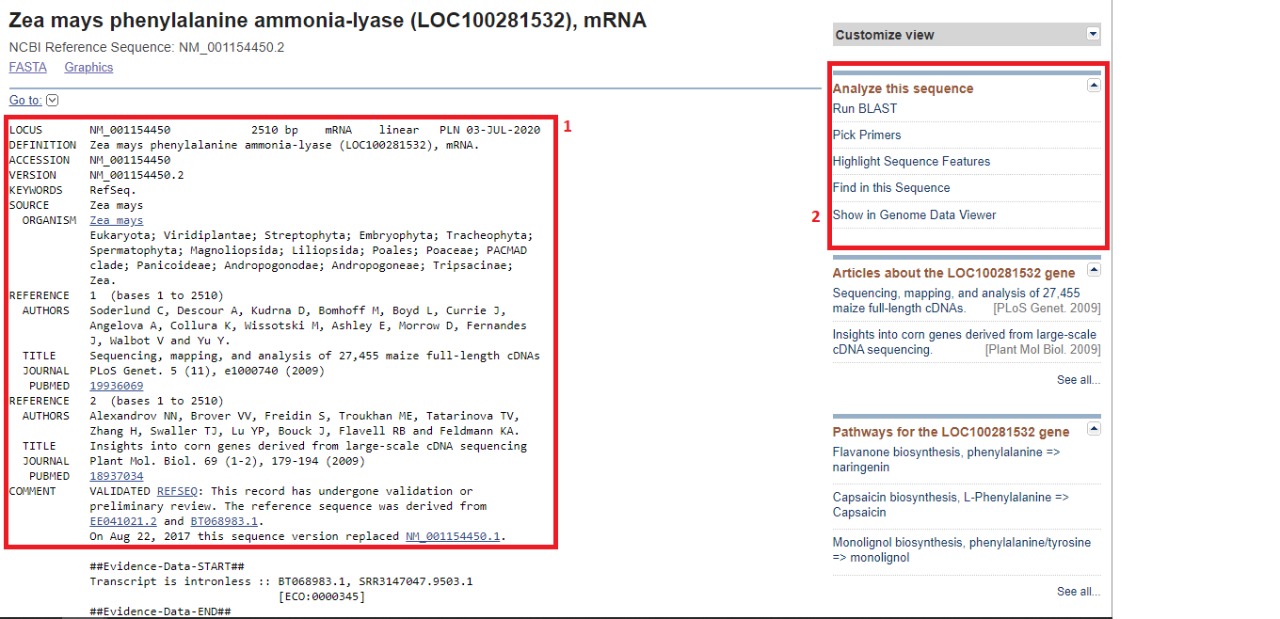 Zea mays phenylalanine ammonia-lyase (LOC100281532), mRNA
NCBI Reference Sequence: NM_001154450.2
FASTA Graphics
Go to:
1
LOCUS NM_001154450 2510 bp mRNA linear PLN 03-JUL-2020
DEFINITION Zea mays phenylalanine ammonia-lyase (LOC100281532), mRNA.
ACCESSION NM_001154450
VERSION NM_001154450.2
KEYWORDS RefSeq.
SOURCE Zea mays
ORGANISM Zea mays
Eukaryota; Viridiplantae; Streptophyta; Embryophyta; Tracheophyta;
Spermatophyta; Magnoliopsida; Liliopsida; Poales; Poaceae; PACMAD
clade; Panicoideae; Andropogonodae; Andropogoneae; Tripsacinae;
Zea.
REFERENCE 1 (bases 1 to 2510)
AUTHORS Soderlund C, Descour A, Kudrna D, Bomhoff M, Boyd L, Currie J,
Angelova A, Collura K, Wissotski M, Ashley E, Morrow D, Fernandes
J, Walbot V and Yu Y.
TITLE Sequencing, mapping, and analysis of 27,455 maize full-length cDNAs
JOURNAL PLoS Genet. 5 (11), e1000740 (2009)
PUBMED 19936069
REFERENCE 2 (bases 1 to 2510)
AUTHORS Alexandrov NN, Brover VV, Freidin S, Troukhan ME, Tatarinova TV,
Zhang H, Swaller TJ, Lu YP, Bouck J, Flavell RB and Feldmann KA.
TITLE Insights into corn genes derived from large-scale cDNA sequencing
JOURNAL Plant Mol. Biol. 69 (1-2), 179-194 (2009)
PUBMED 18937034
COMMENT VALIDATED REFSEQ: This record has undergone validation or
preliminary review. The reference sequence was derived from
EE041021.2 and BT068983.1.
On Aug 22, 2017 this sequence version replaced NM_001154450.1.
##Evidence-Data-START##
Transcript is intronless :: BT068983.1, SRR3147047.9503.1
[ECO:0000345]
##Evidence-Data-END##
Customize view
Analyze this sequence
Run BLAST
Pick Primers
Highlight Sequence Features
Find in this Sequence
2
Show in Genome Data Viewer
Articles about the LOC100281532 gene
Sequencing, mapping, and analysis of 27,455
maize full-length cDNAs. [PLoS Genet. 2009]
Insights into corn genes derived from large-scale
cDNA sequencing. [Plant Mol Biol. 2009]
See all...
Pathways for the LOC100281532 gene
Flavanone biosynthesis, phenylalanine =>
naringenin
Capsaicin biosynthesis, L-Phenylalanine =>
Capsaicin
Monolignol biosynthesis, phenylalanine/tyrosine
=> monolignol
See all...